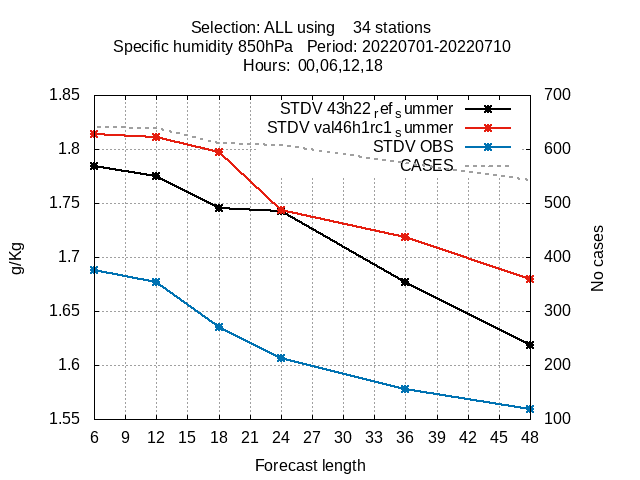 Selection: ALL using    34 stations
Specific humidity 850hPa   Period: 20220701-20220710
Hours: 00,06,12,18
STDV 43h22_ref_summer
STDV val46h1rc1_summer
STDV OBS
CASES
1.85
1.8
1.75
1.7
1.65
1.6
1.55
g/Kg
700
600
500
400
300
200
100
No cases
6 9 12 15 18 21 24 27 30 33 36 39 42 45 48
Forecast length